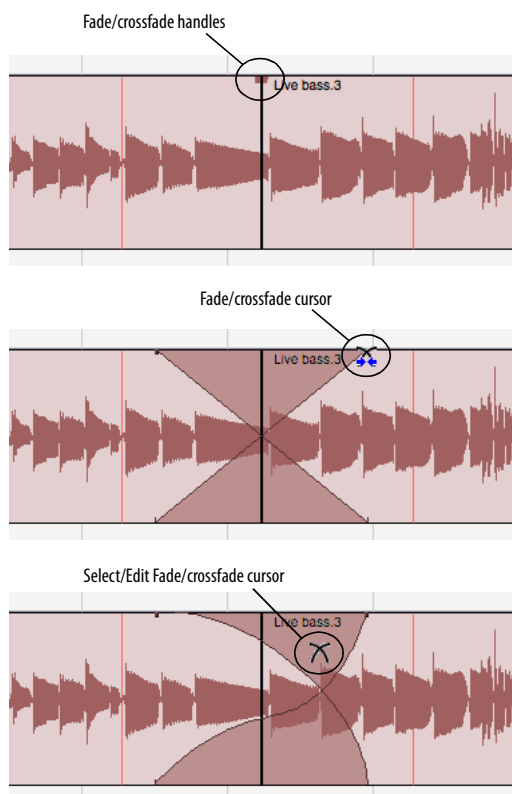 Fade/crossfade handles
Live bass.3
Fade/crossfade cursor
Live bass.3
Select/Edit Fade/crossfade cursor
Live bass.3